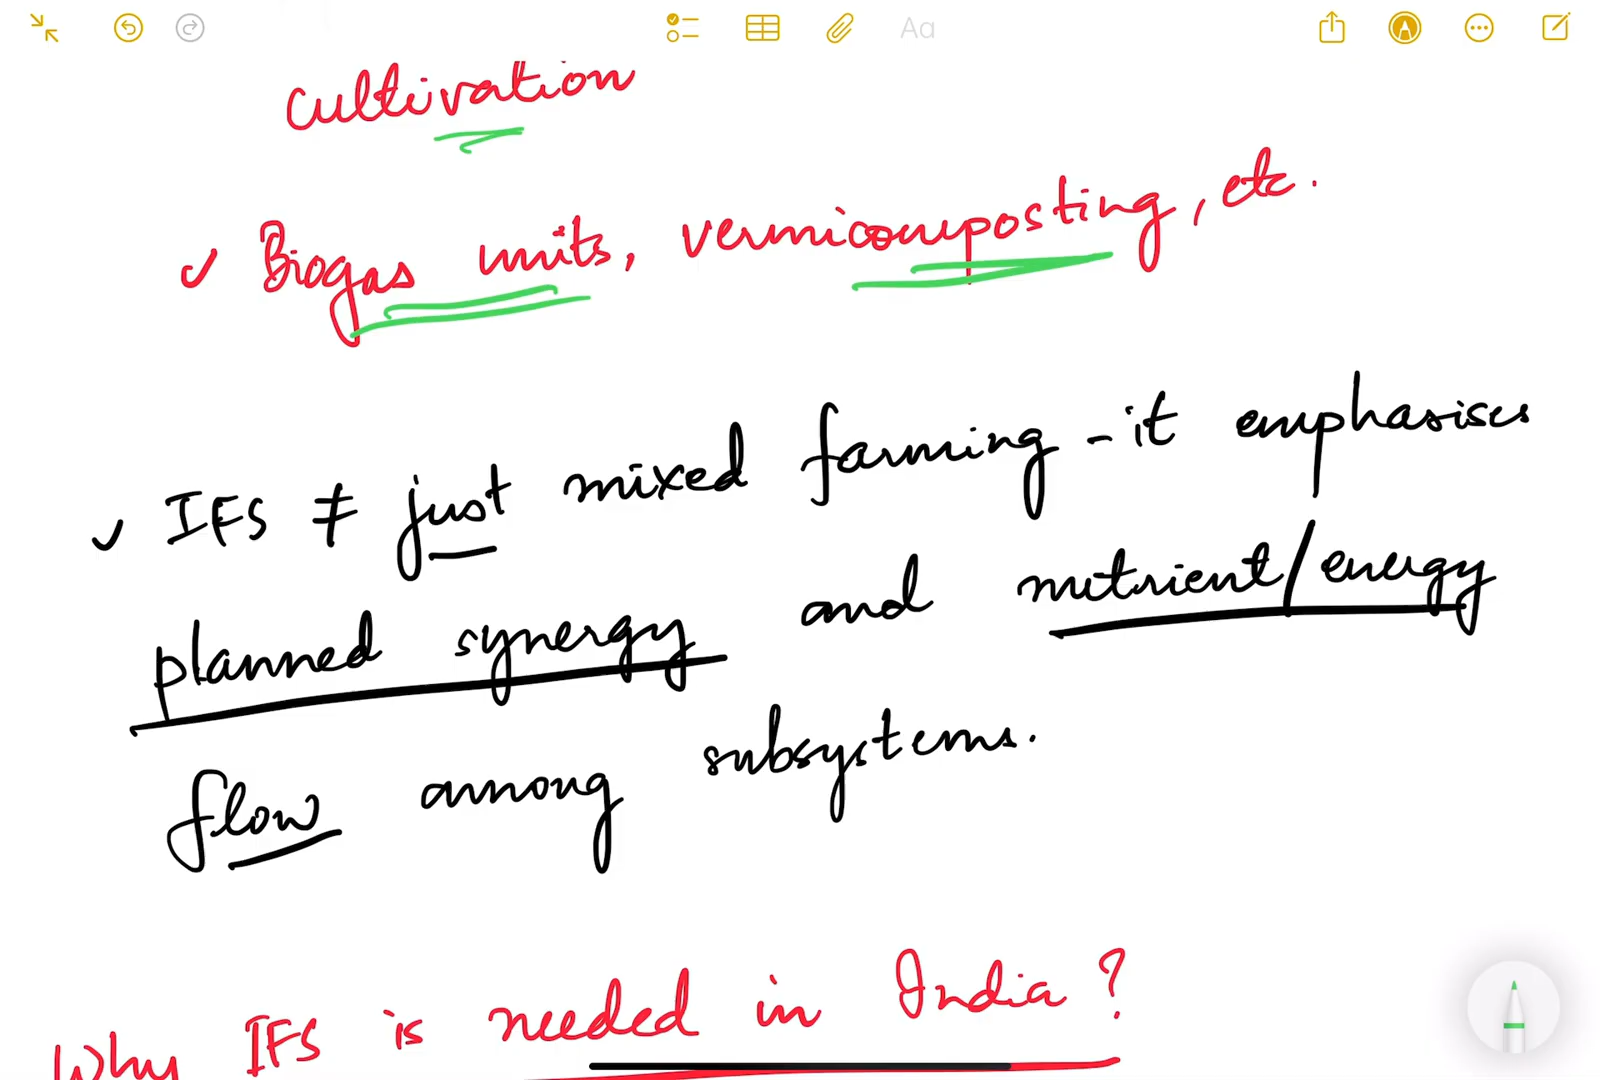 Aa
cultivation
✓ Biogas units, vermicomposting, etc.
✓ IFS ≠ just mixed farming - it emphasises
planned synergy and nutrient/energy
flow among subsystems.
Why IFS is needed in India?